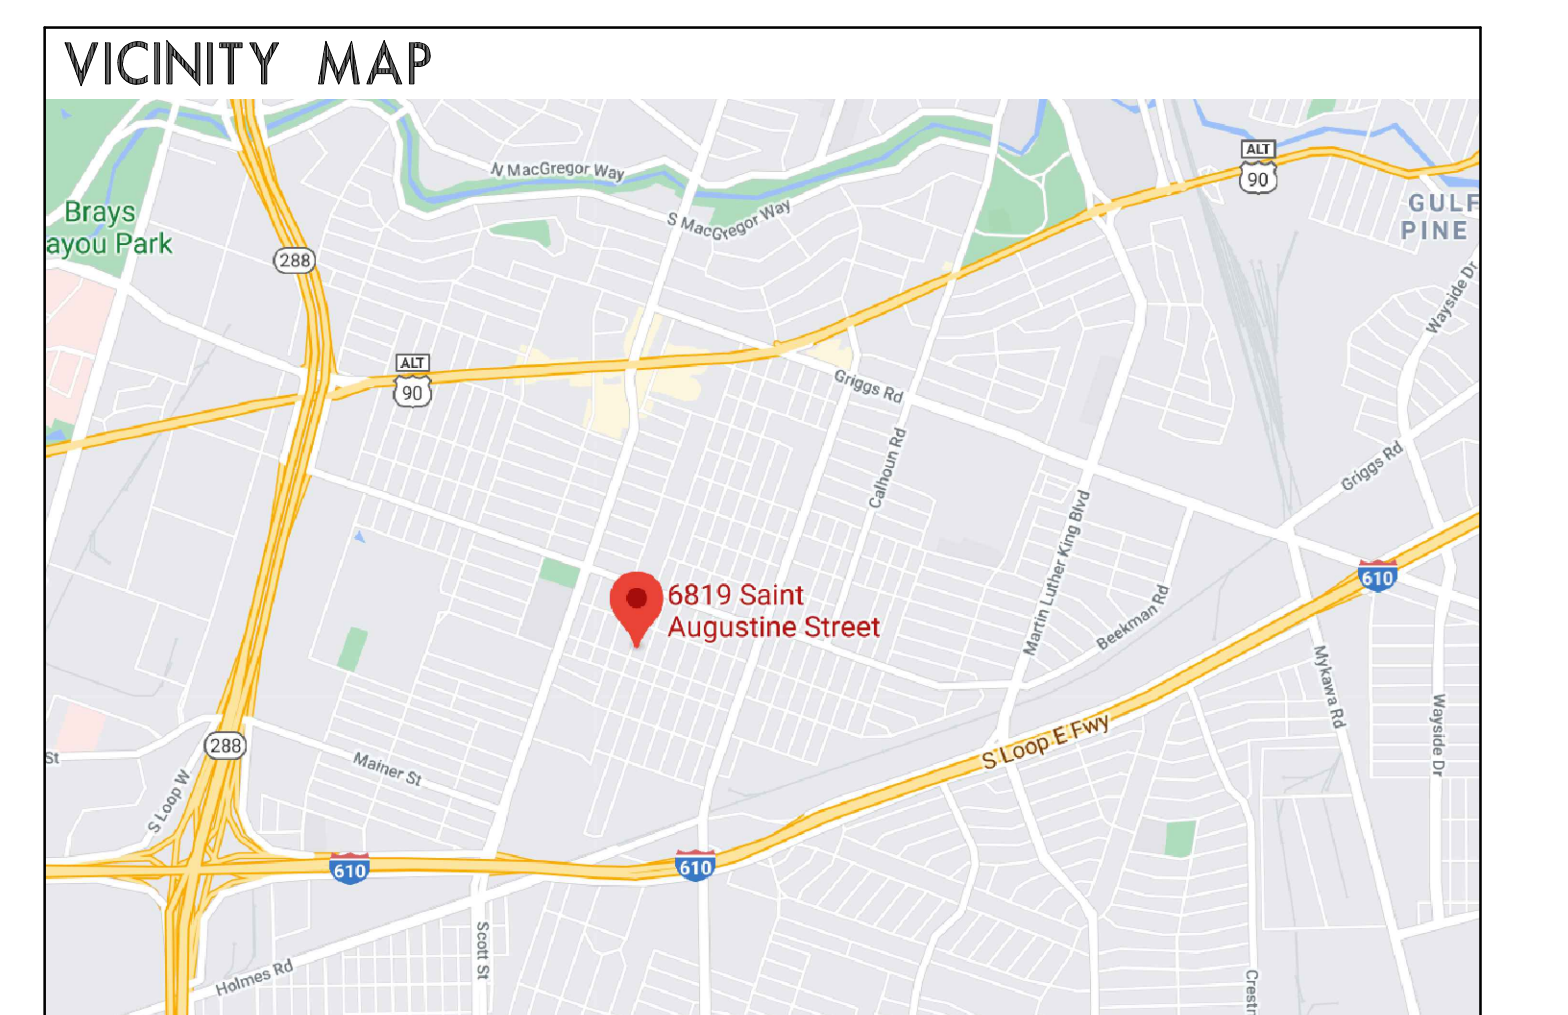 VICINITY MAP
N MacGregor Way
ALT
90
Brays
ayou Park
S MacGregor Way
GULF
PINE
288
Wayside Dr
ALT
90
Griggs Rd
Calhoun Rd
Griggs Rd
Martin Luther King Blvd
610
6819 Saint
Augustine Street
Beekman Rd
Mykawa Rd
Wayside Dr
288
St
Mainer St
S Loop E Fwy
S Loop W
610
610
Scott St
Holmes Rd
Crestr